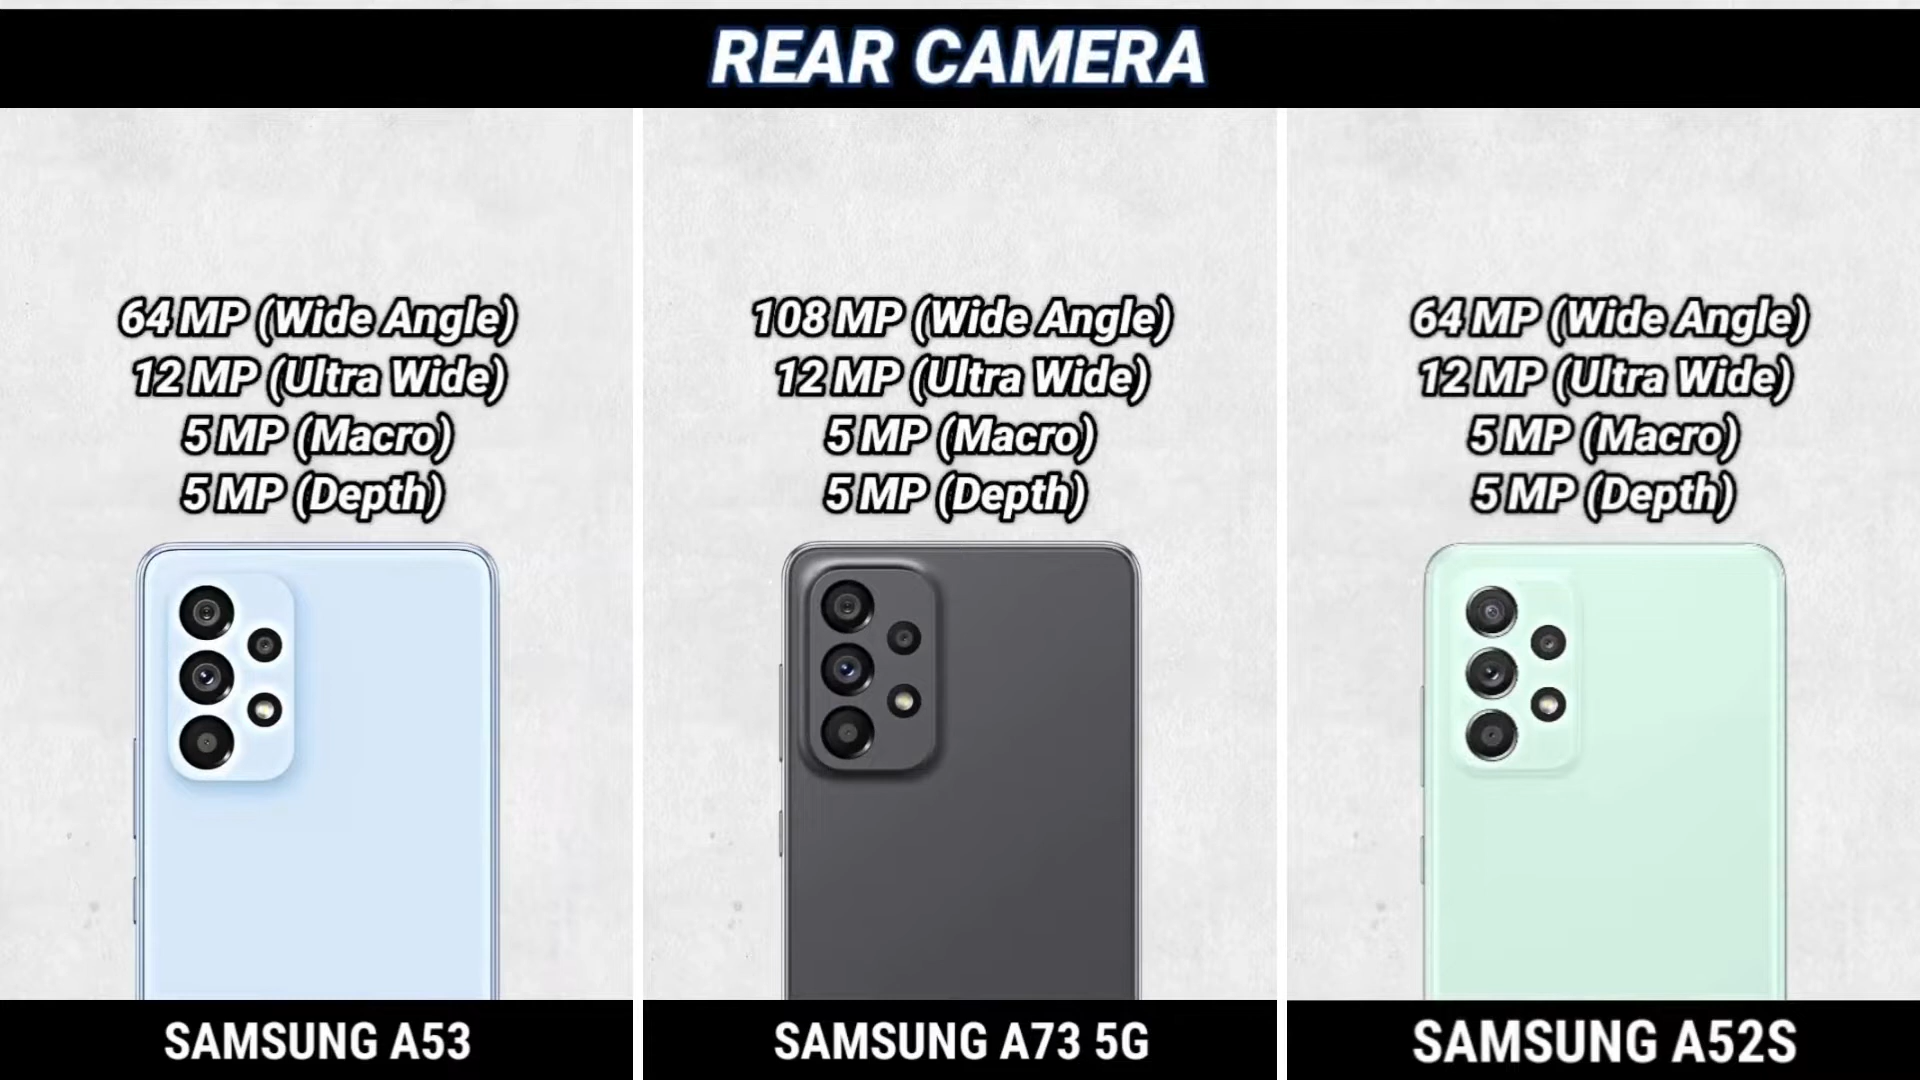 REAR CAMERA
64 MP (Wide Angle)
12 MP (Ultra Wide)
5 MP (Macro)
5 MP (Depth)
SAMSUNG A53
108 MP (Wide Angle)
12 MP (Ultra Wide)
5 MP (Macro)
5 MP (Depth)
SAMSUNG A73 5G
64 MP (Wide Angle)
12 MP (Ultra Wide)
5 MP (Macro)
5 MP (Depth)
SAMSUNG A52S